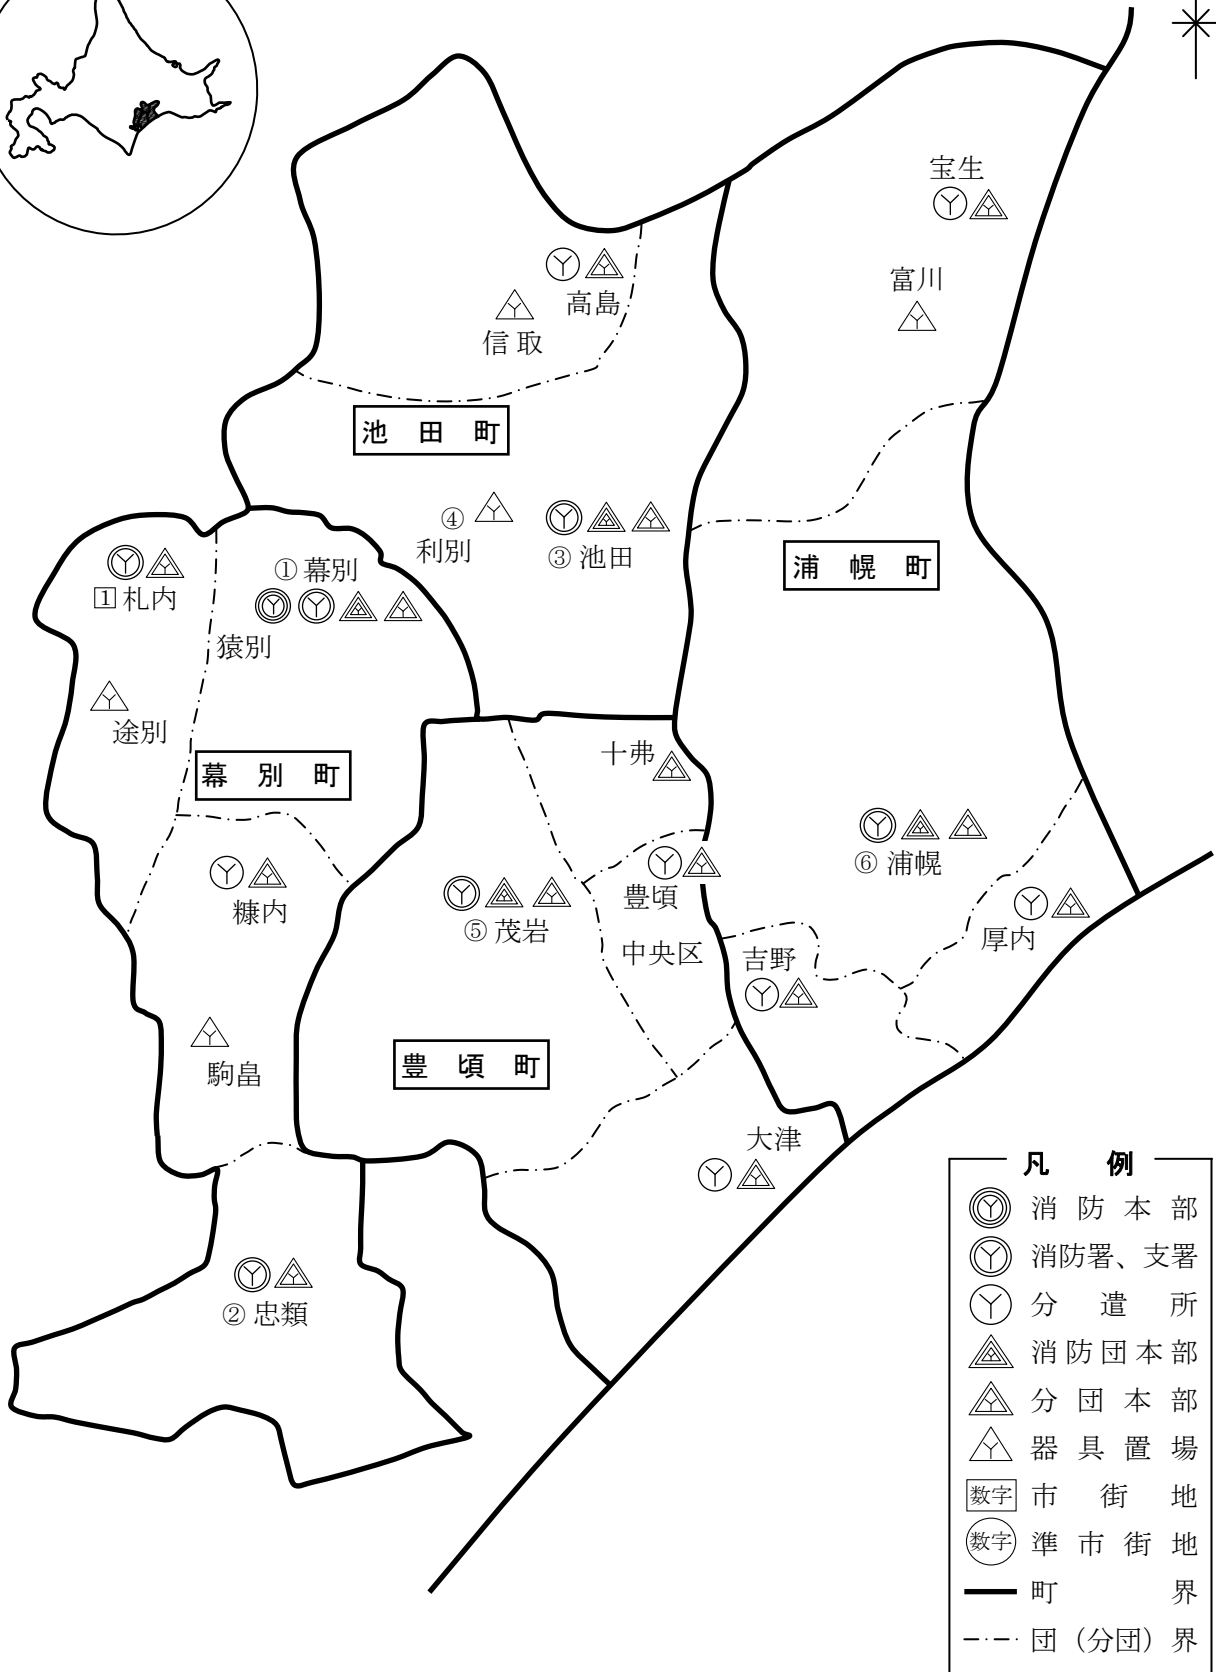 宝生
富川
高島
信取
池 田 町
④
利別
③ 池田
浦 幌 町
1 札内
① 幕別
猿別
途別
幕 別 町
十弗
⑥ 浦幌
豊頃
⑤ 茂岩
糠内
中央区
吉野
厚内
駒畠
豊 頃 町
大津
② 忠類
凡 例
消防本部
消防署、支署
分遣所
消防団本部
分団本部
器具置場
数字 市街地
数字 準市街地
町界
団(分団)界